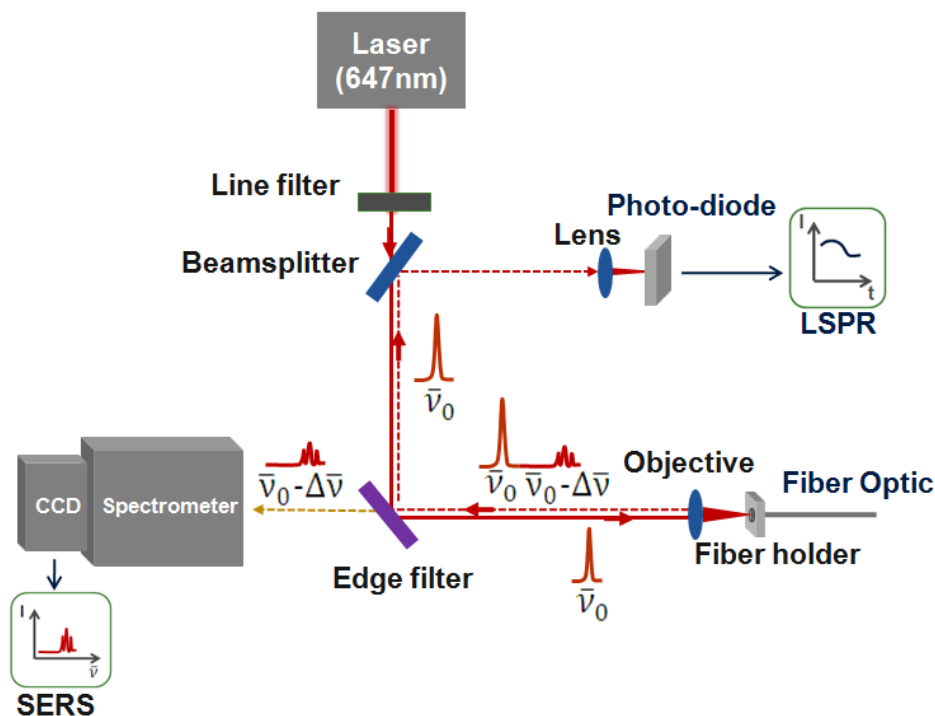 Laser
(647nm)
Line filter
Photo-diode
Lens
I
t
LSPR
Beamsplitter
ν̅₀
ν̅₀-Δν̅
ν̅₀ ν̅₀-Δν̅
Objective
Fiber Optic
CCD
Spectrometer
Fiber holder
Edge filter
ν̅₀
I
ν̅
SERS